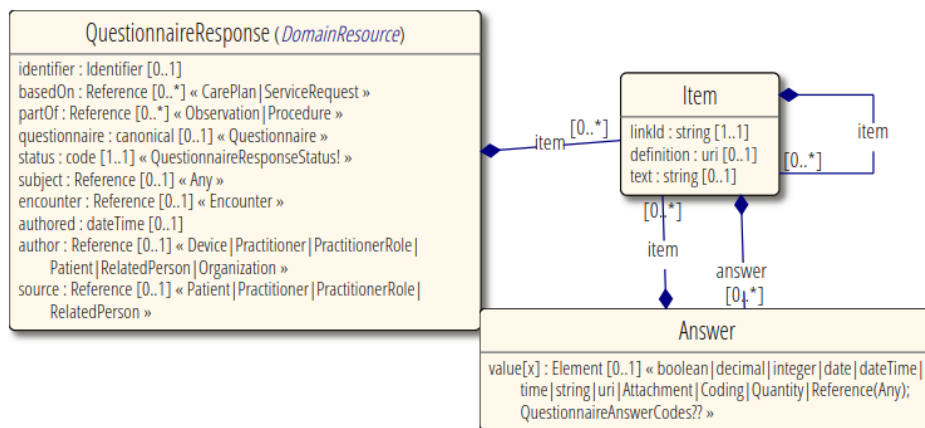 QuestionnaireResponse (DomainResource)
identifier : Identifier [0..1]
basedOn : Reference [0..*] « CarePlan|ServiceRequest »
partOf : Reference [0..*] « Observation|Procedure »
questionnaire : canonical [0..1] « Questionnaire »
status : code [1..1] « QuestionnaireResponseStatus! »
subject : Reference [0..1] « Any »
encounter : Reference [0..1] « Encounter »
authored : dateTime [0..1]
author : Reference [0..1] « Device|Practitioner|PractitionerRole|
Patient|RelatedPerson|Organization »
source : Reference [0..1] « Patient|Practitioner|PractitionerRole|
RelatedPerson »
item
[0..*]
Item
linkId : string [1..1]
definition : uri [0..1]
text : string [0..1]
item
[0..*]
[0..*]
item
answer
[0..*]
Answer
value[x] : Element [0..1] « boolean|decimal|integer|date|dateTime|
time|string|uri|Attachment|Coding|Quantity|Reference(Any);
QuestionnaireAnswerCodes?? »